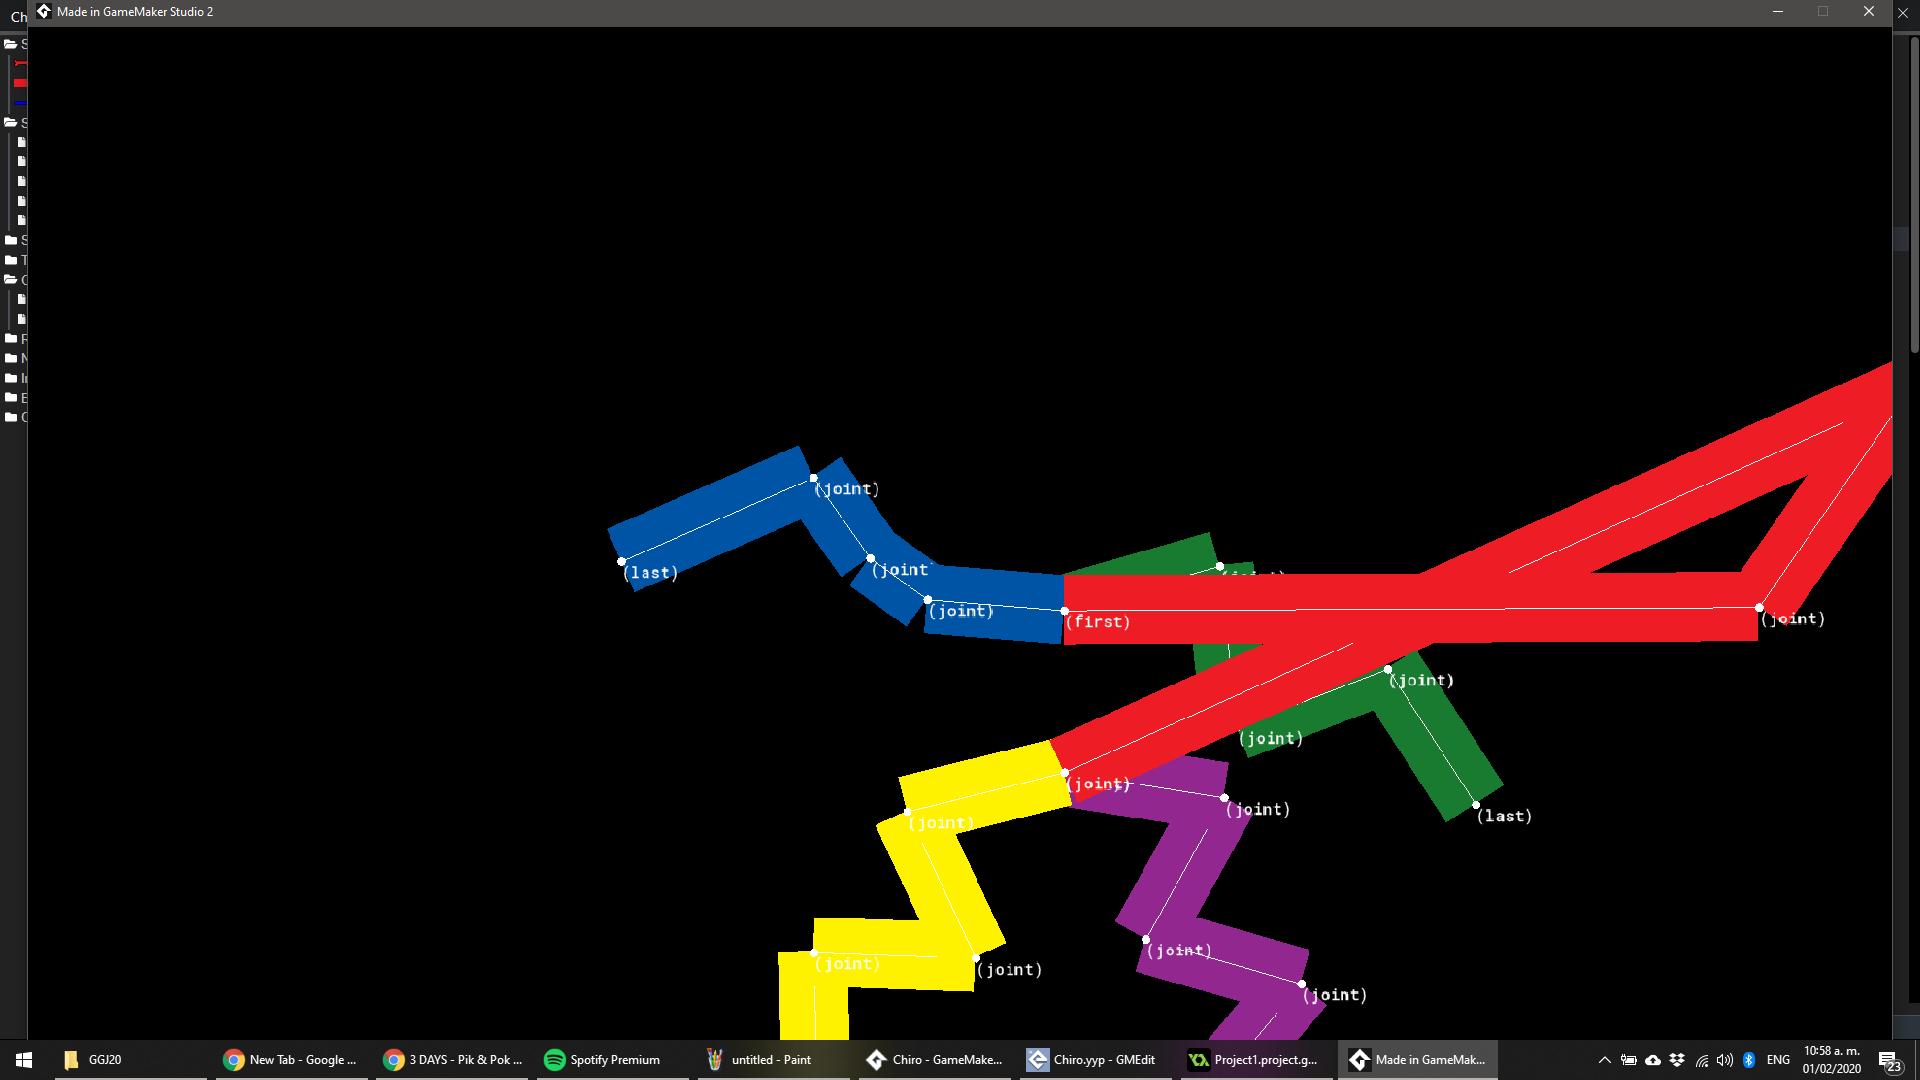 Made in GameMaker Studio 2
Ch
(joint)
(joint
(last)
(joint)
(first)
(joint)
(joint)
(joint)
(joint)
(joint)
(joint)
(last)
(joint)
(joint)
(joint)
(joint)
(joint)
GGJ20
New Tab - Google ...
3 DAYS - Pik & Pok ...
Spotify Premium
untitled - Paint
Chiro - GameMake...
Chiro.yyp - GMEdit
Project1.project.g...
Made in GameMak...
ENG
10:58 a. m.
01/02/2020
23